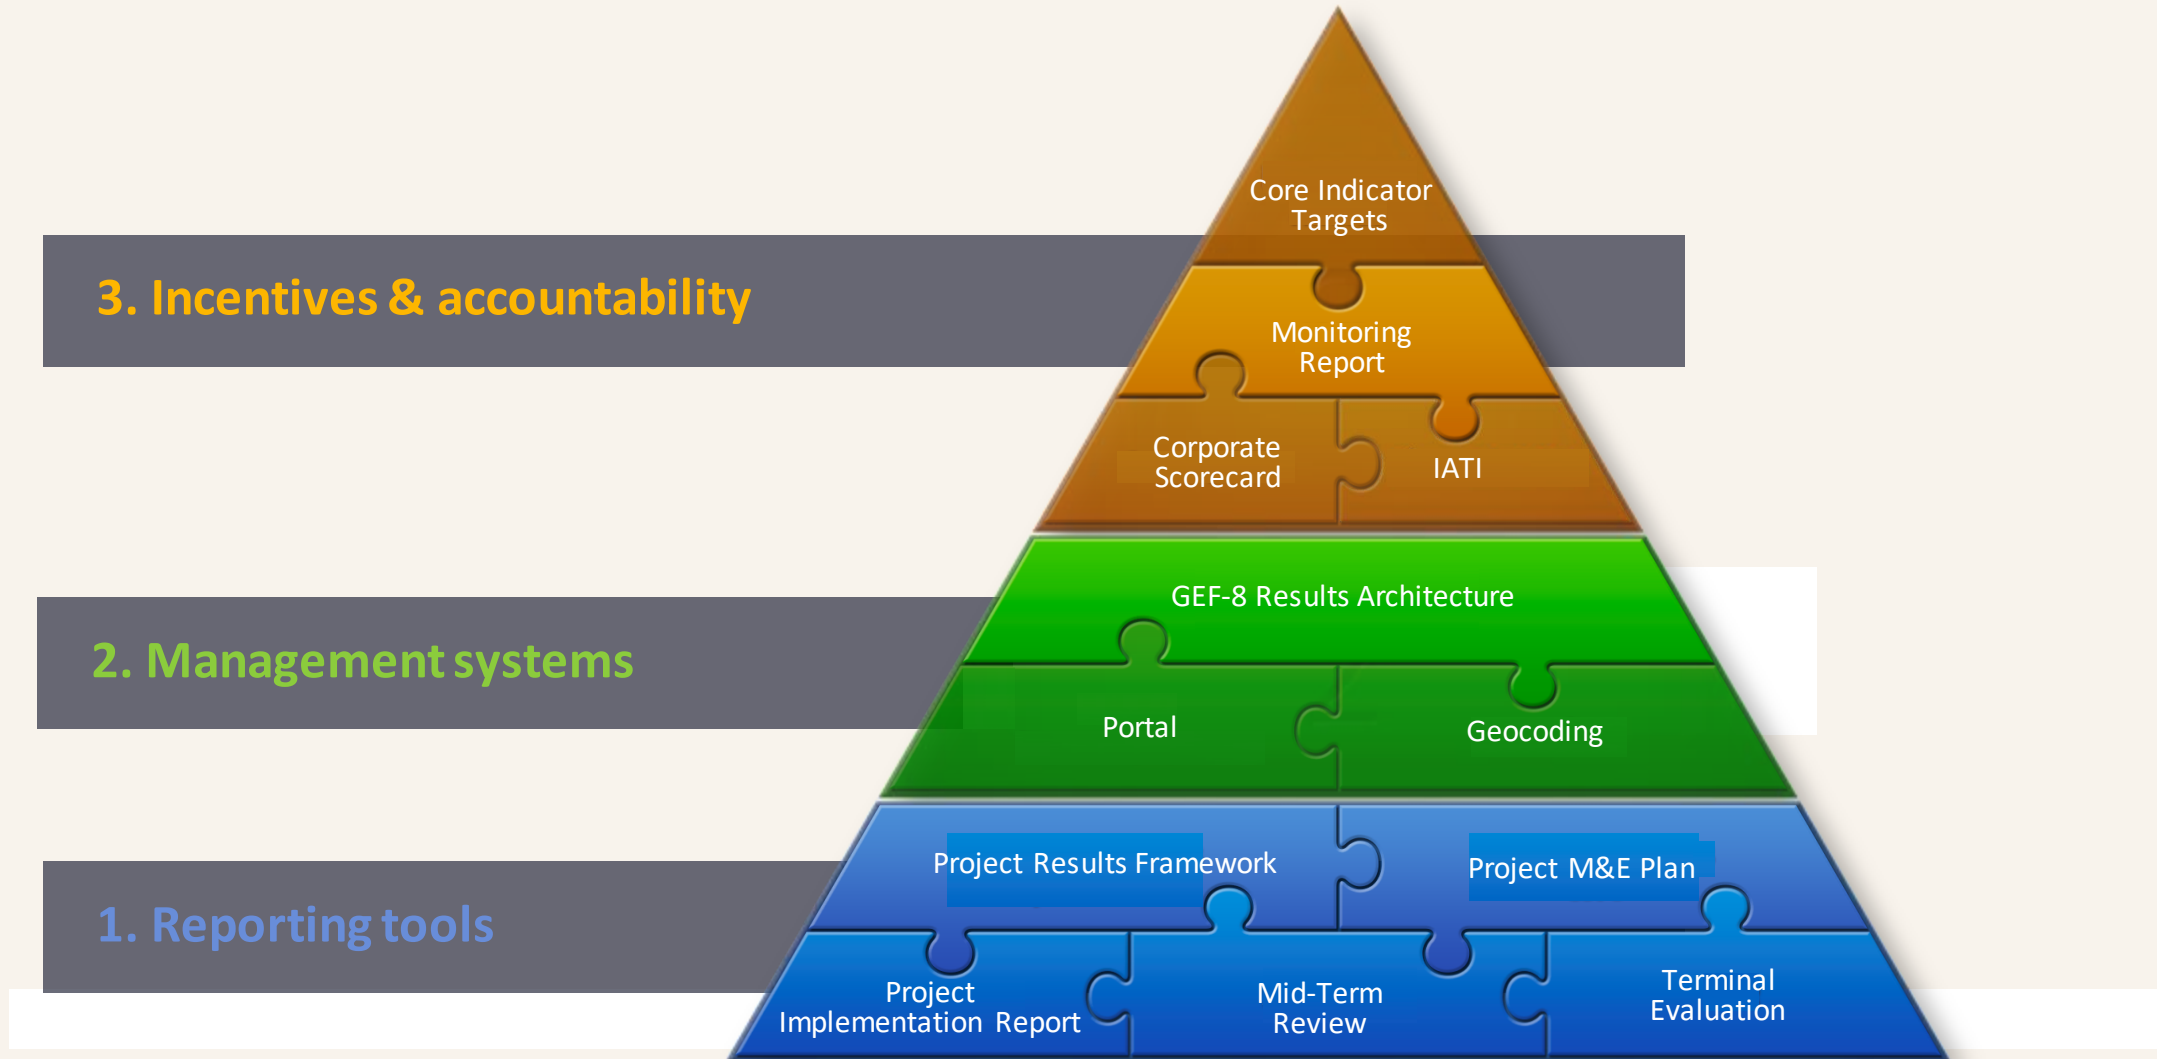 Core Indicator
Targets
3. Incentives & accountability
Monitoring
Report
Corporate
Scorecard
IATI
GEF-8 Results Architecture
2. Management systems
Portal
Geocoding
Project Results Framework
Project M&E Plan
1. Reporting tools
Project
Implementation Report
Mid-Term
Review
Terminal
Evaluation